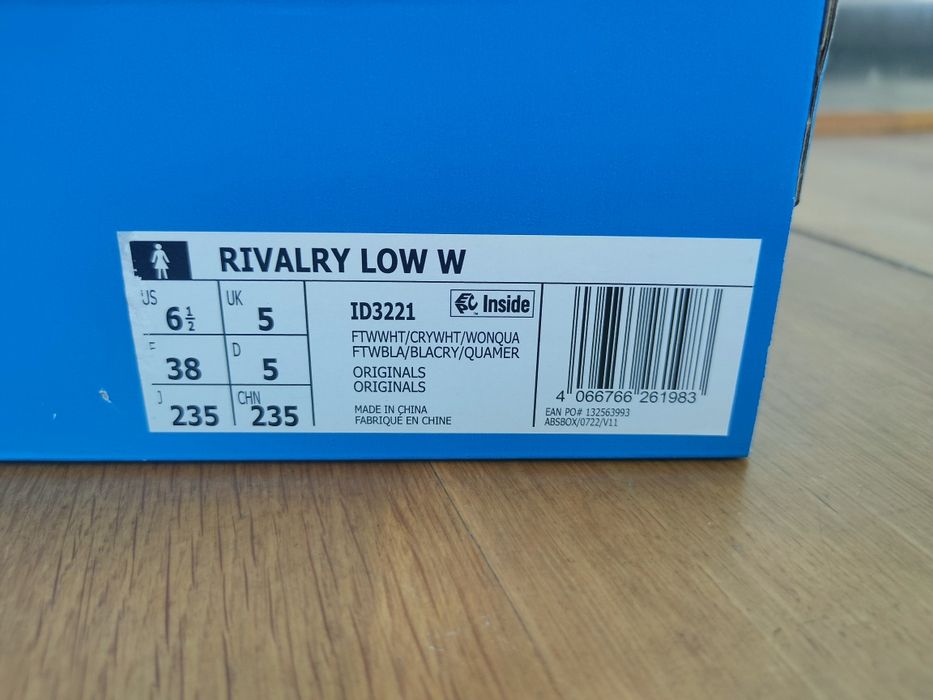 RIVALRY LOW W
US 6½ UK 5
F 38 D 5
J 235 CHN 235
ID3221
EPC Inside
FTWWHT/CRYWHT/WONQUA
FTWBLA/BLACRY/QUAMER
ORIGINALS
ORIGINALS
MADE IN CHINA
FABRIQUÉ EN CHINE
4 066766 261983
EAN PO# 132563993
ABSBOX/0722/V11